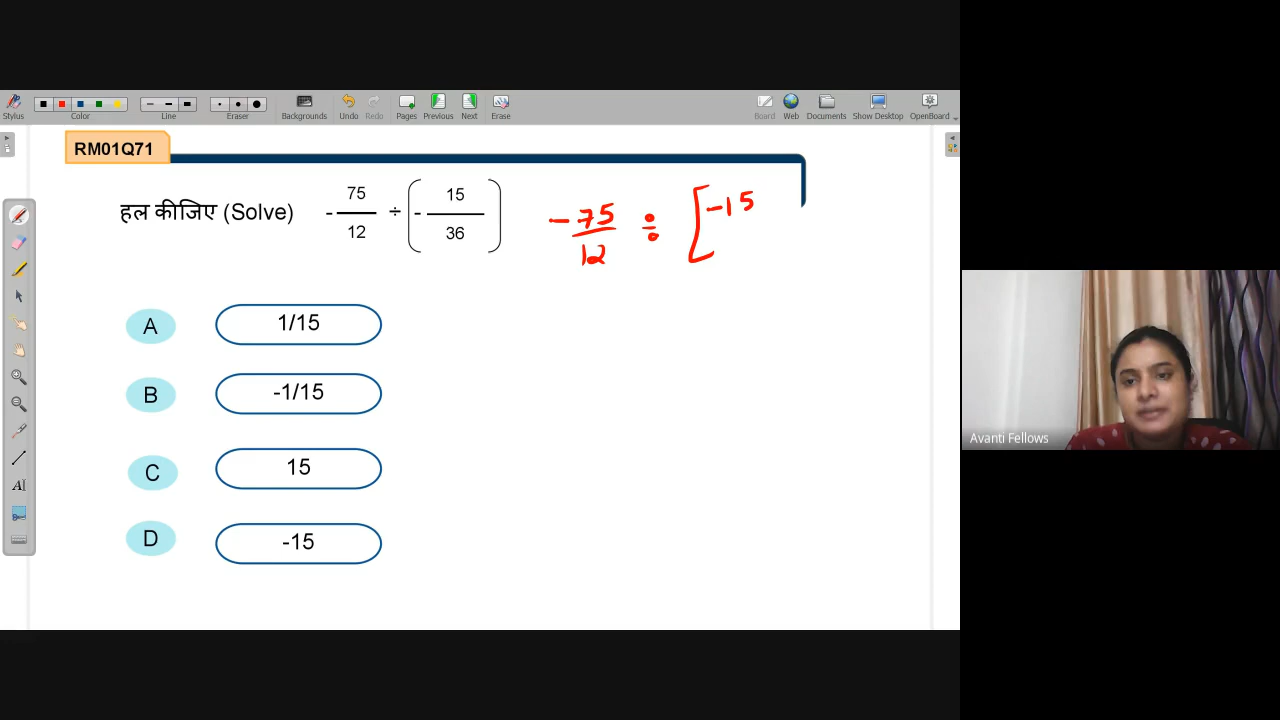 Stylus Color Line Eraser Backgrounds Undo Redo Pages Previous Next Erase Board Web Documents Show Desktop OpenBoard
RM01Q71
हल कीजिए (Solve) - 75/12 ÷ (- 15/36)
-75/12 ÷ [-15
A 1/15
B -1/15
C 15
D -15
Avanti Fellows